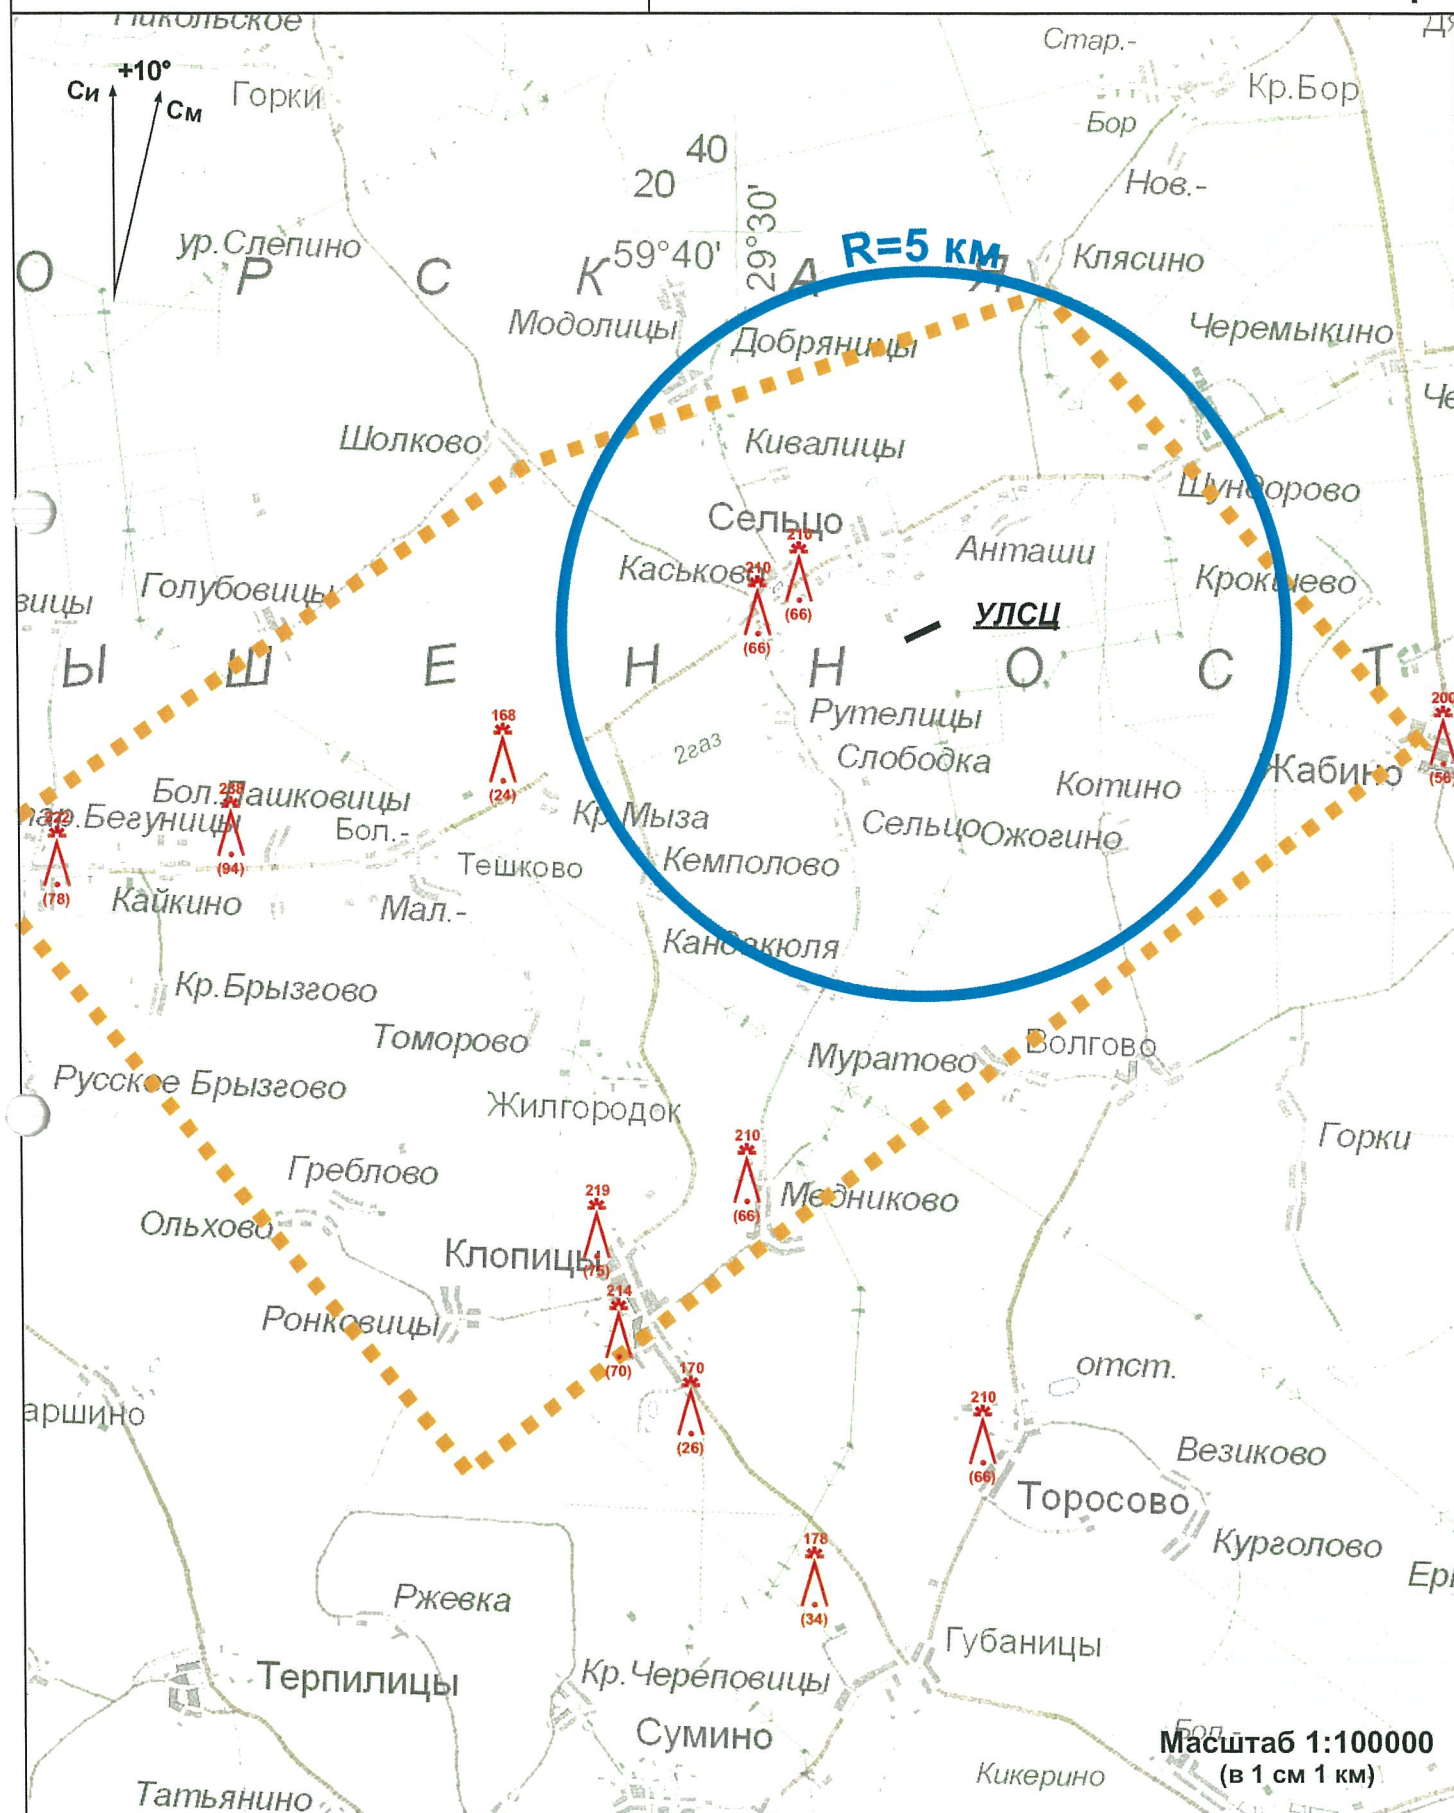 Никольское
Стар.-
Си
+10°
См
Горки
Кр.Бор
Бор
40
20
Нов.-
29°30'
59°40'
ур.Слепино
R=5 км
Клясино
О Р С К А Я
Модолицы
Добряницы
Черемыкино
Че
Шолково
Кивалицы
Шундорово
Сельцо
210
(66)
Анташи
Каськово
210
(66)
Крокшево
вицы
Голубовицы
УЛСЦ
Ы Ш Е Н Н О С Т
Рутелицы
168
(24)
200
(56)
2газ
Слободка
Жабино
Котино
Бол.Пашковицы
238
(94)
Бегуницы
(78)
Бол.-
Кр.Мыза
Сельцо
Ожогино
Тешково
Кемполово
Кайкино
Мал.-
Кандакюля
Кр.Брызгово
Томорово
Муратово
Волгово
Русское Брызгово
Жилгородок
Горки
210
(66)
Греблово
219
(75)
Медниково
Ольхово
Клопицы
214
(70)
Ронковицы
170
(26)
отст.
аршино
210
(66)
Везиково
Торосово
Курголово
178
(34)
Ржевка
Губаницы
Терпилицы
Кр.Череповицы
Сумино
Бол.-
Масштаб 1:100000
(в 1 см 1 км)
Кикерино
Татьянино